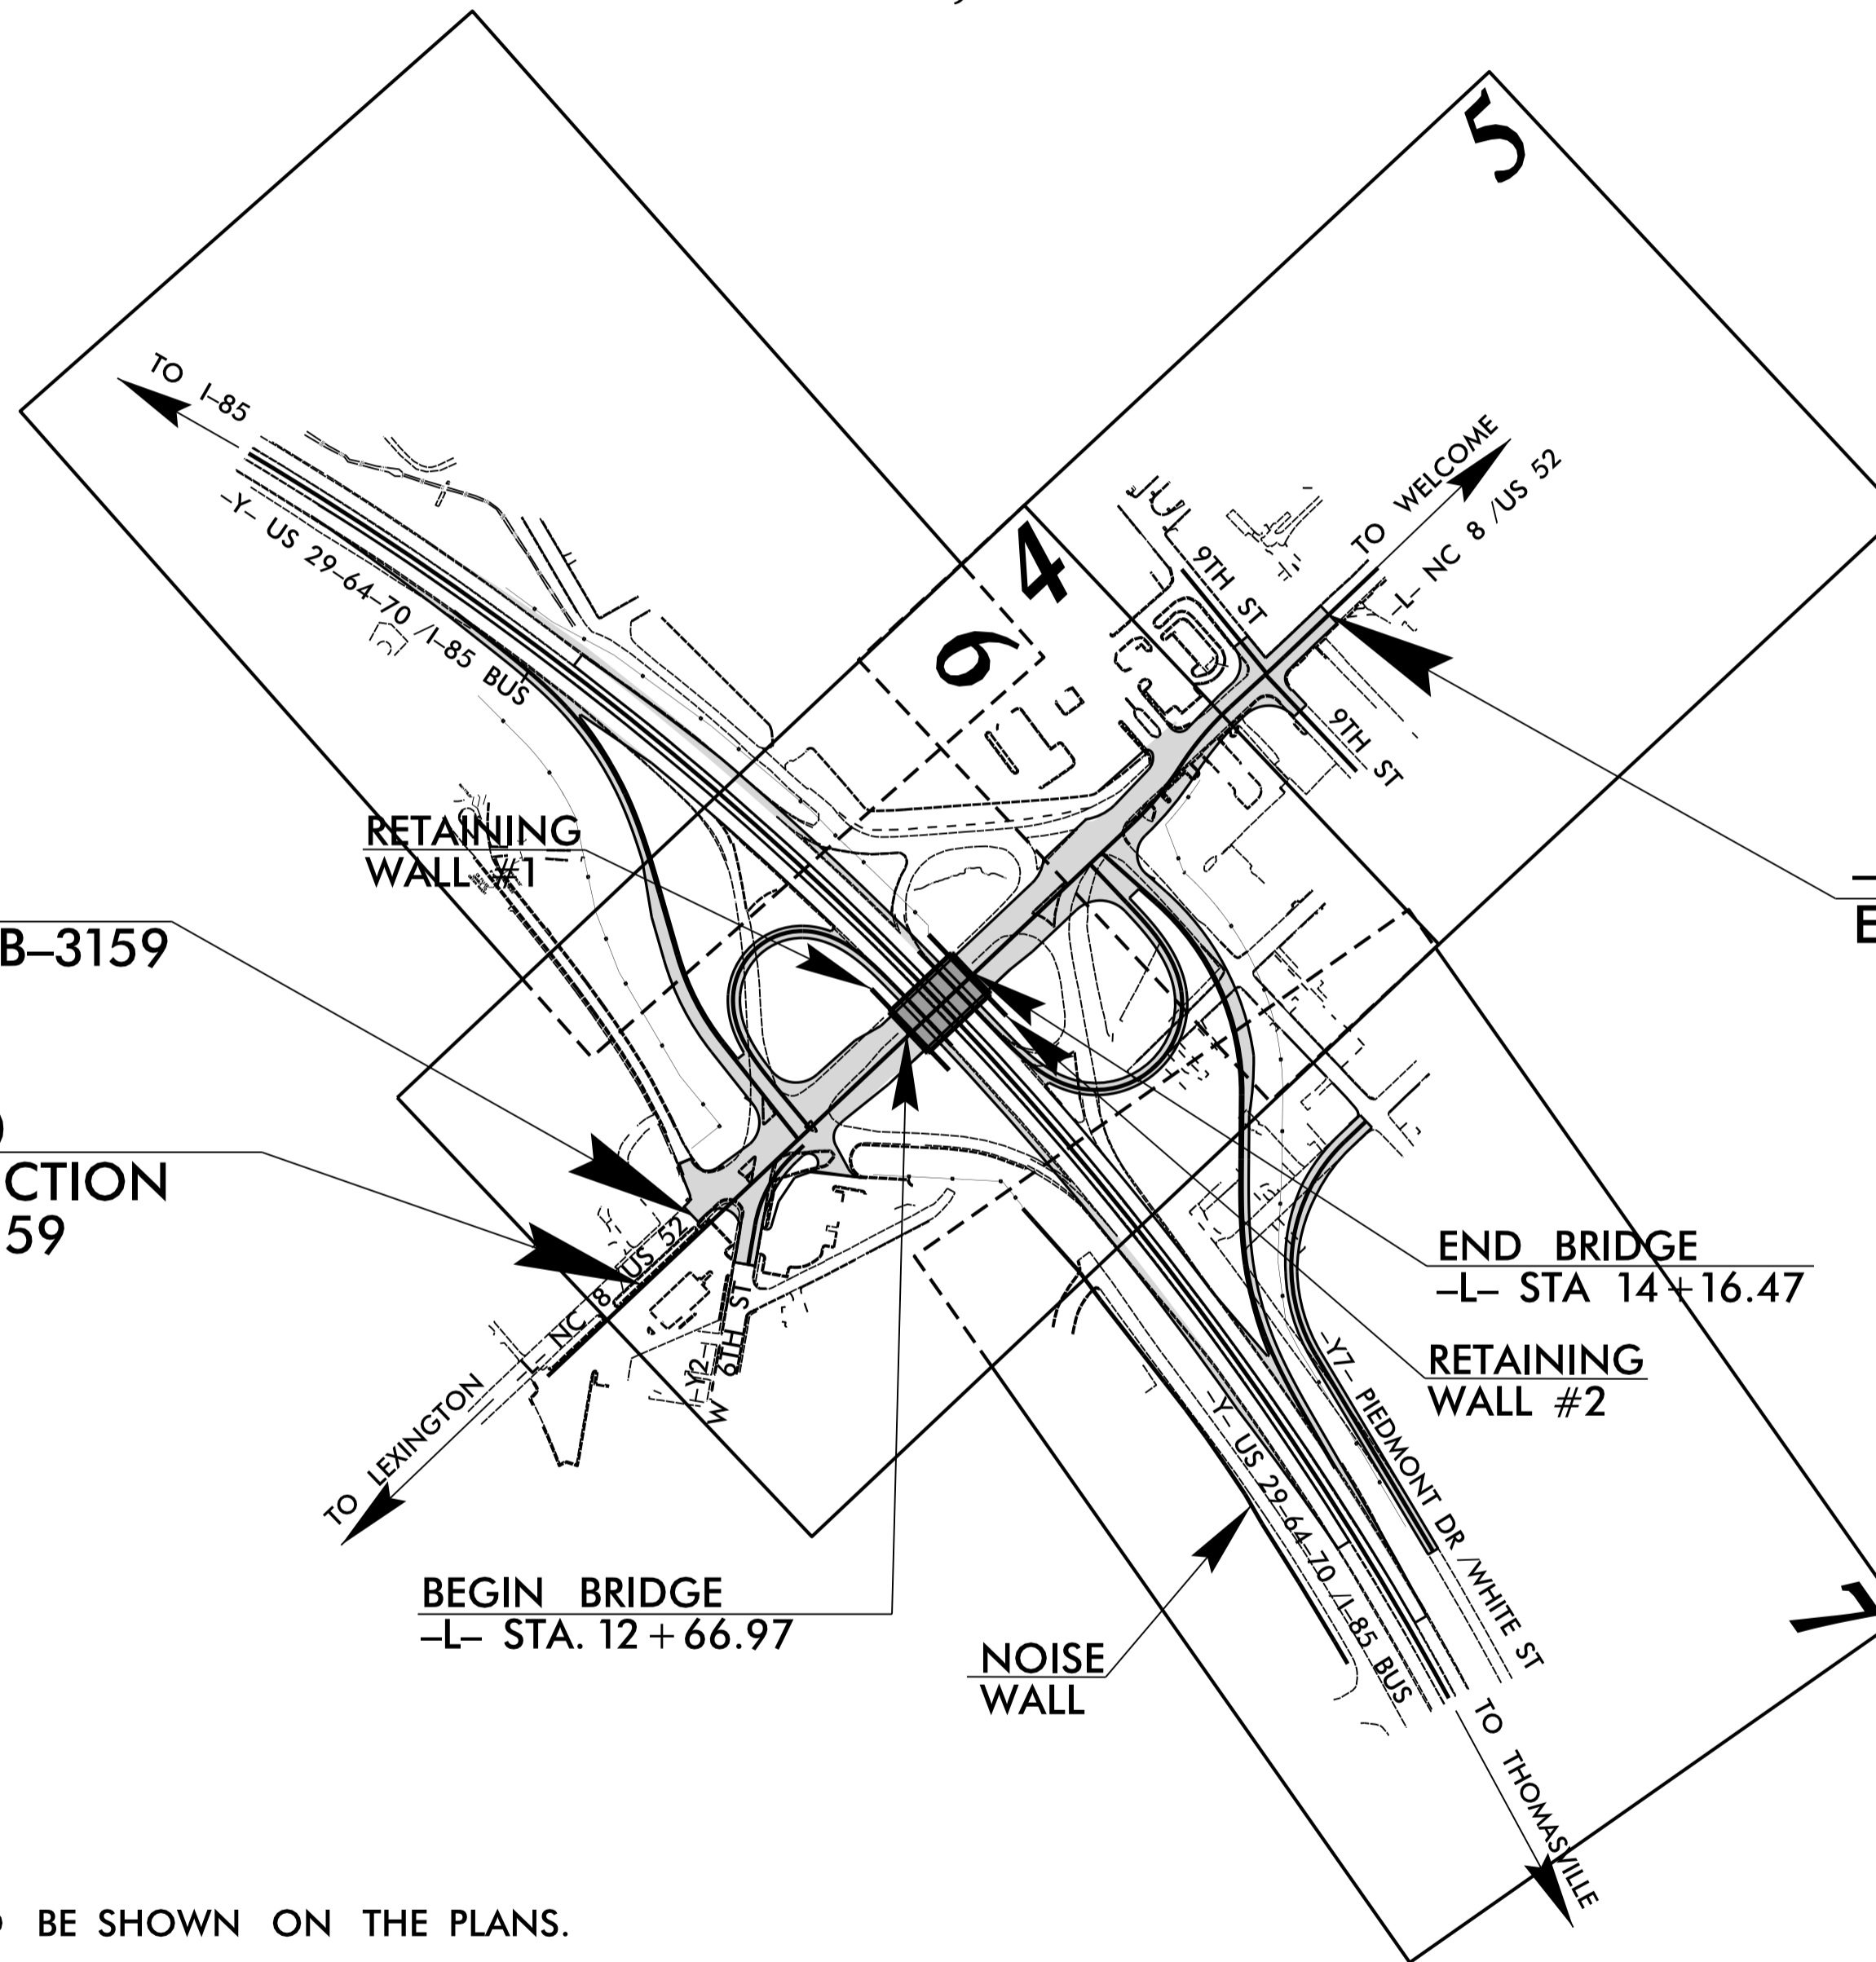 5
TO I-85
TO WELCOME
-L- NC 8 /US 52
4
9TH ST
-Y- US 29-64-70 /I-85 BUS
6
9TH ST
RETAINING
WALL #1
B-3159
CTION
59
NC 8 / US 52
END BRIDGE
-L- STA 14+16.47
6TH ST
-Y2-
W
RETAINING
WALL #2
-Y7- PIEDMONT DR /WHITE ST
TO LEXINGTON
-Y- US 29-64-70 /I-85 BUS
BEGIN BRIDGE
-L- STA. 12+66.97
7
NOISE
WALL
TO THOMASVILLE
BE SHOWN ON THE PLANS.